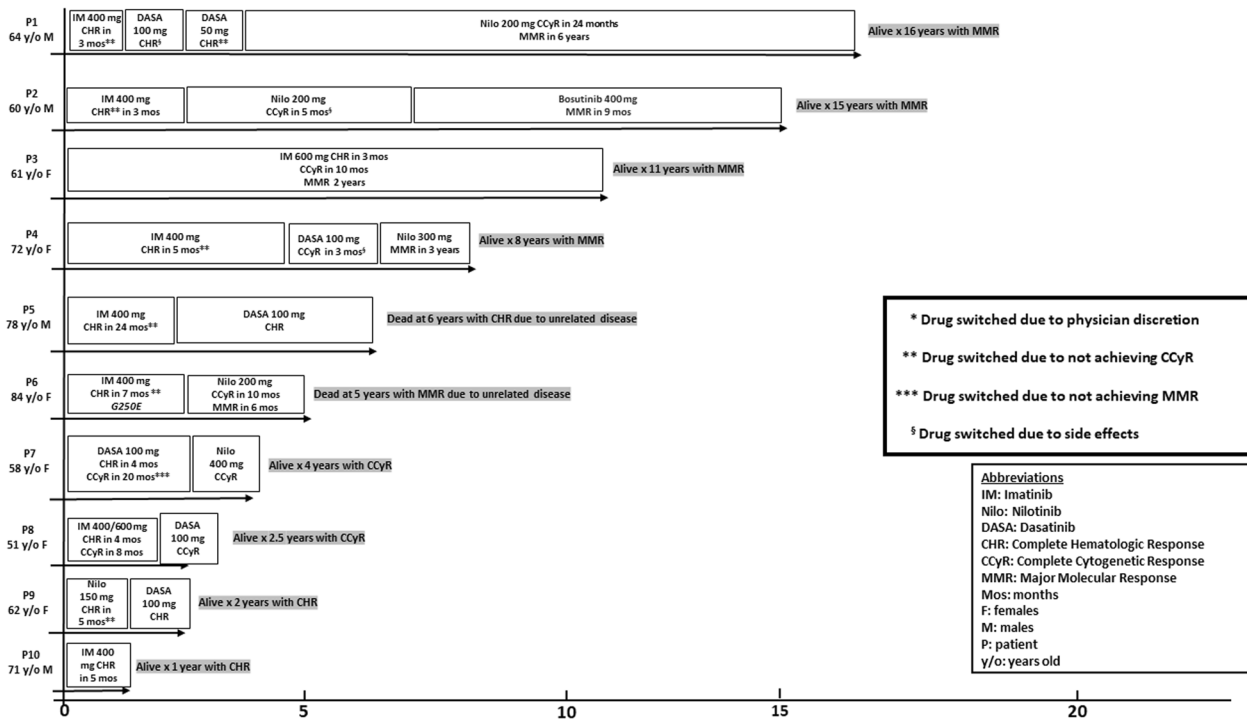 P1
64 y/o M
IM 400 mg
CHR in
3 mos**
DASA
100 mg
CHR§
DASA
50 mg
CHR**
Nilo 200 mg CCyR in 24 months
MMR in 6 years
Alive x 16 years with MMR
P2
60 y/o M
IM 400 mg
CHR** in 3 mos
Nilo 200 mg
CCyR in 5 mos§
Bosutinib 400 mg
MMR in 9 mos
Alive x 15 years with MMR
P3
61 y/o F
IM 600 mg CHR in 3 mos
CCyR in 10 mos
MMR 2 years
Alive x 11 years with MMR
P4
72 y/o F
IM 400 mg
CHR in 5 mos**
DASA 100 mg
CCyR in 3 mos§
Nilo 300 mg
MMR in 3 years
Alive x 8 years with MMR
P5
78 y/o M
IM 400 mg
CHR in 24 mos**
DASA 100 mg
CHR
Dead at 6 years with CHR due to unrelated disease
P6
84 y/o F
IM 400 mg
CHR in 7 mos **
G250E
Nilo 200 mg
CCyR in 10 mos
MMR in 6 mos
Dead at 5 years with MMR due to unrelated disease
P7
58 y/o F
DASA 100 mg
CHR in 4 mos
CCyR in 20 mos***
Nilo
400 mg
CCyR
Alive x 4 years with CCyR
P8
51 y/o F
IM 400/600 mg
CHR in 4 mos
CCyR in 8 mos
DASA
100 mg
CCyR
Alive x 2.5 years with CCyR
P9
62 y/o F
Nilo
150 mg
CHR in
5 mos**
DASA
100 mg
CHR
Alive x 2 years with CHR
P10
71 y/o M
IM 400
mg CHR
in 5 mos
Alive x 1 year with CHR
0
5
10
15
20
* Drug switched due to physician discretion
** Drug switched due to not achieving CCyR
*** Drug switched due to not achieving MMR
§ Drug switched due to side effects
Abbreviations
IM: Imatinib
Nilo: Nilotinib
DASA: Dasatinib
CHR: Complete Hematologic Response
CCyR: Complete Cytogenetic Response
MMR: Major Molecular Response
Mos: months
F: females
M: males
P: patient
y/o: years old